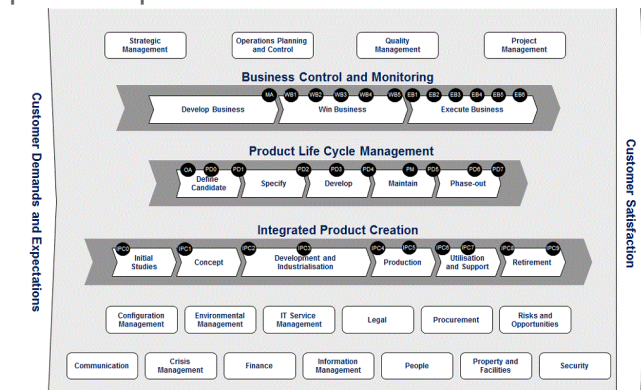 Strategic
Management
Operations Planning
and Control
Quality
Management
Project
Management
Business Control and Monitoring
MA WB1 WB2 WB3 WB4 WB5 EB1 EB2 EB3 EB4 EB5 EB6
Develop Business
Win Business
Execute Business
Product Life Cycle Management
OA PD0 PD1 PD2 PD3 PD4 PM PD5 PD6 PD7
Define
Candidate
Specify
Develop
Maintain
Phase-out
Integrated Product Creation
IPC0 IPC1 IPC2 IPC3 IPC4 IPC5 IPC6 IPC7 IPC8 IPC9
Initial
Studies
Concept
Development and
Industrialisation
Production
Utilisation
and Support
Retirement
Configuration
Management
Environmental
Management
IT Service
Management
Legal
Procurement
Risks and
Opportunities
Communication
Crisis
Management
Finance
Information
Management
People
Property and
Facilities
Security
Customer Demands and Expectations
Customer Satisfaction